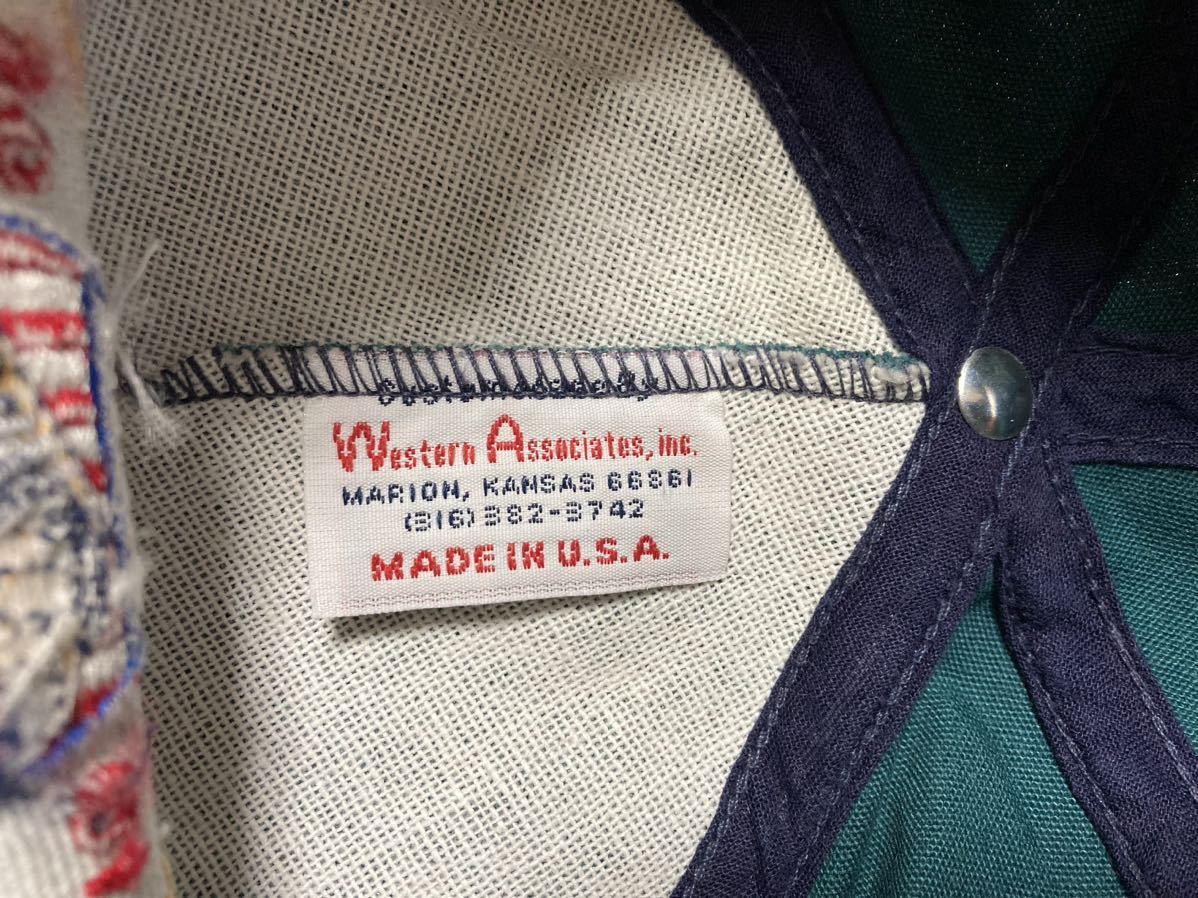 Western Associates, inc.
MARION, KANSAS 66861
(316) 382-3742
MADE IN U.S.A.